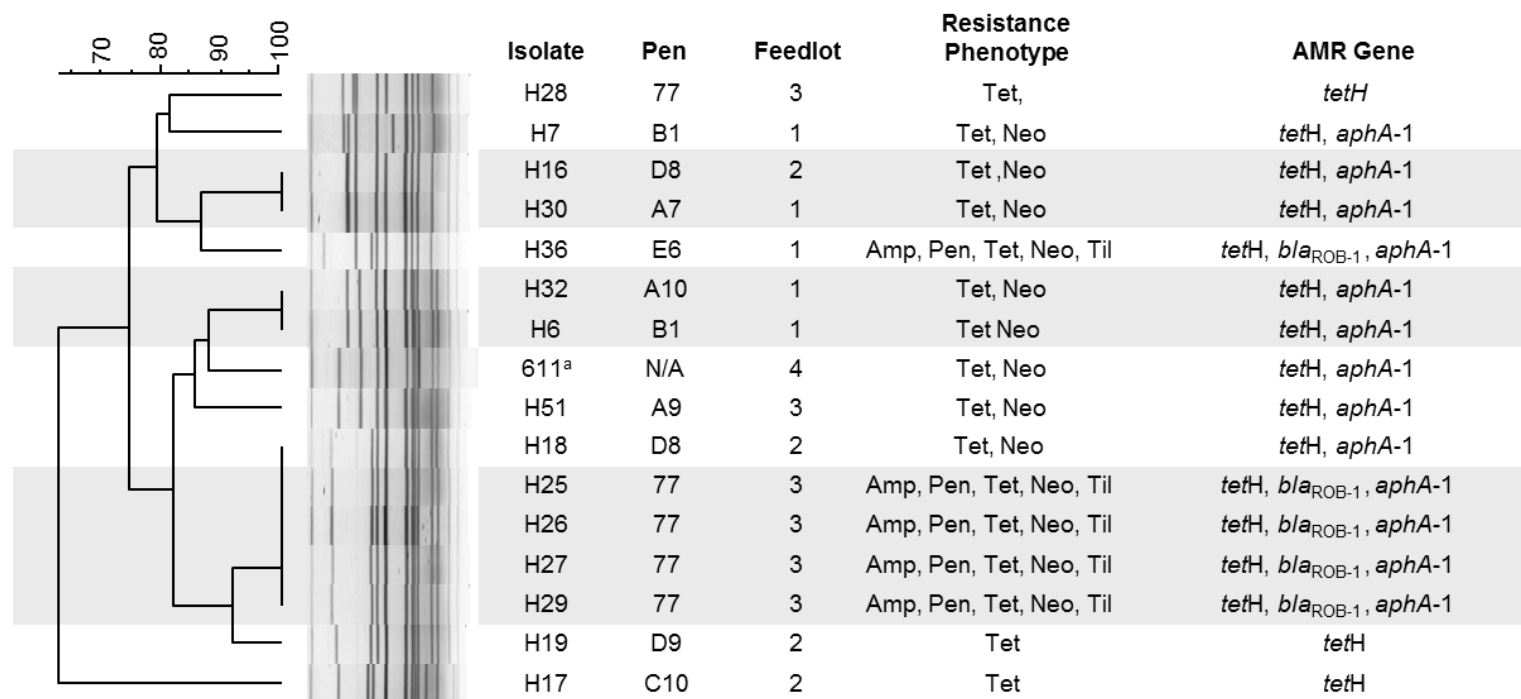 70 80 90 100
Isolate Pen Feedlot Resistance Phenotype AMR Gene
H28 77 3 Tet, tetH
H7 B1 1 Tet, Neo tetH, aphA-1
H16 D8 2 Tet ,Neo tetH, aphA-1
H30 A7 1 Tet, Neo tetH, aphA-1
H36 E6 1 Amp, Pen, Tet, Neo, Til tetH, blaROB-1, aphA-1
H32 A10 1 Tet, Neo tetH, aphA-1
H6 B1 1 Tet Neo tetH, aphA-1
611a N/A 4 Tet, Neo tetH, aphA-1
H51 A9 3 Tet, Neo tetH, aphA-1
H18 D8 2 Tet, Neo tetH, aphA-1
H25 77 3 Amp, Pen, Tet, Neo, Til tetH, blaROB-1, aphA-1
H26 77 3 Amp, Pen, Tet, Neo, Til tetH, blaROB-1, aphA-1
H27 77 3 Amp, Pen, Tet, Neo, Til tetH, blaROB-1, aphA-1
H29 77 3 Amp, Pen, Tet, Neo, Til tetH, blaROB-1, aphA-1
H19 D9 2 Tet tetH
H17 C10 2 Tet tetH